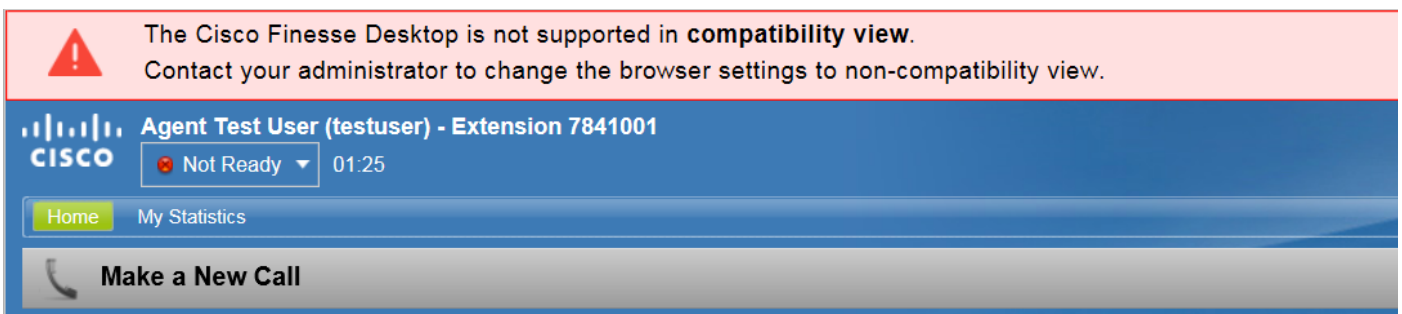 The Cisco Finesse Desktop is not supported in compatibility view.
Contact your administrator to change the browser settings to non-compatibility view.
CISCO
Agent Test User (testuser) - Extension 7841001
Not Ready 01:25
Home My Statistics
Make a New Call